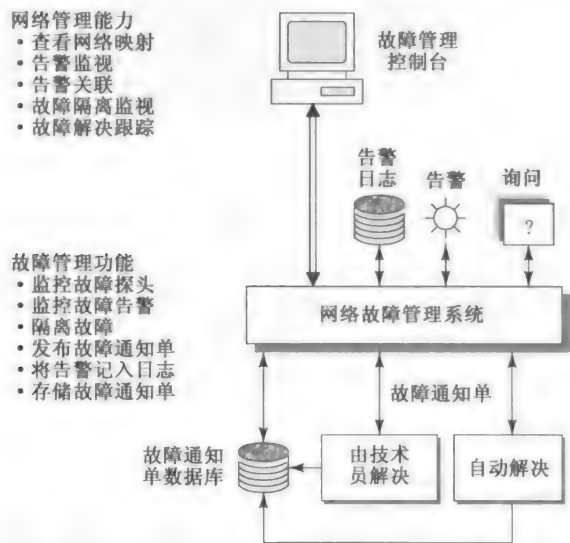 网络管理能力
• 查看网络映射
• 告警监视
• 告警关联
• 故障隔离监视
• 故障解决跟踪
故障管理
控制台
告警
日志
告警
询问
?
故障管理功能
• 监控故障探头
• 监控故障告警
• 隔离故障
• 发布故障通知单
• 将告警记入日志
• 存储故障通知单
网络故障管理系统
故障通知单
故障通知
单数据库
由技术
员解决
自动解决